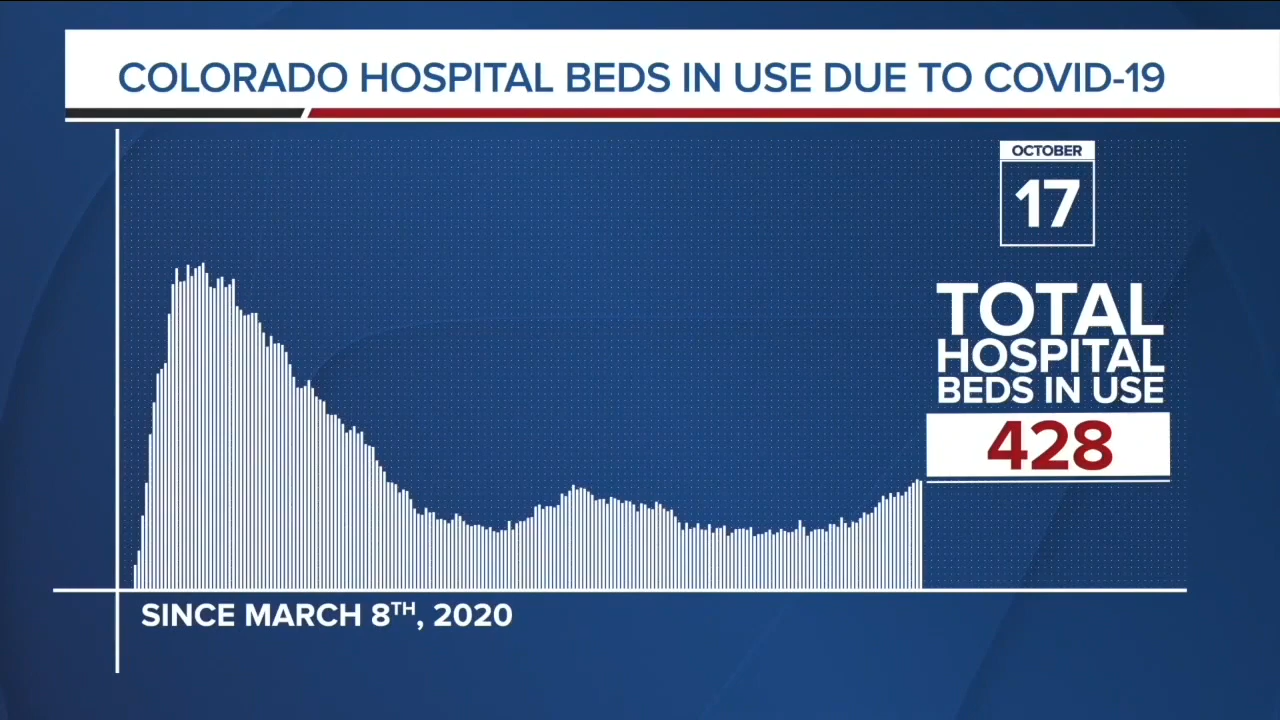 COLORADO HOSPITAL BEDS IN USE DUE TO COVID-19
OCTOBER
17
TOTAL
HOSPITAL
BEDS IN USE
428
SINCE MARCH 8TH, 2020